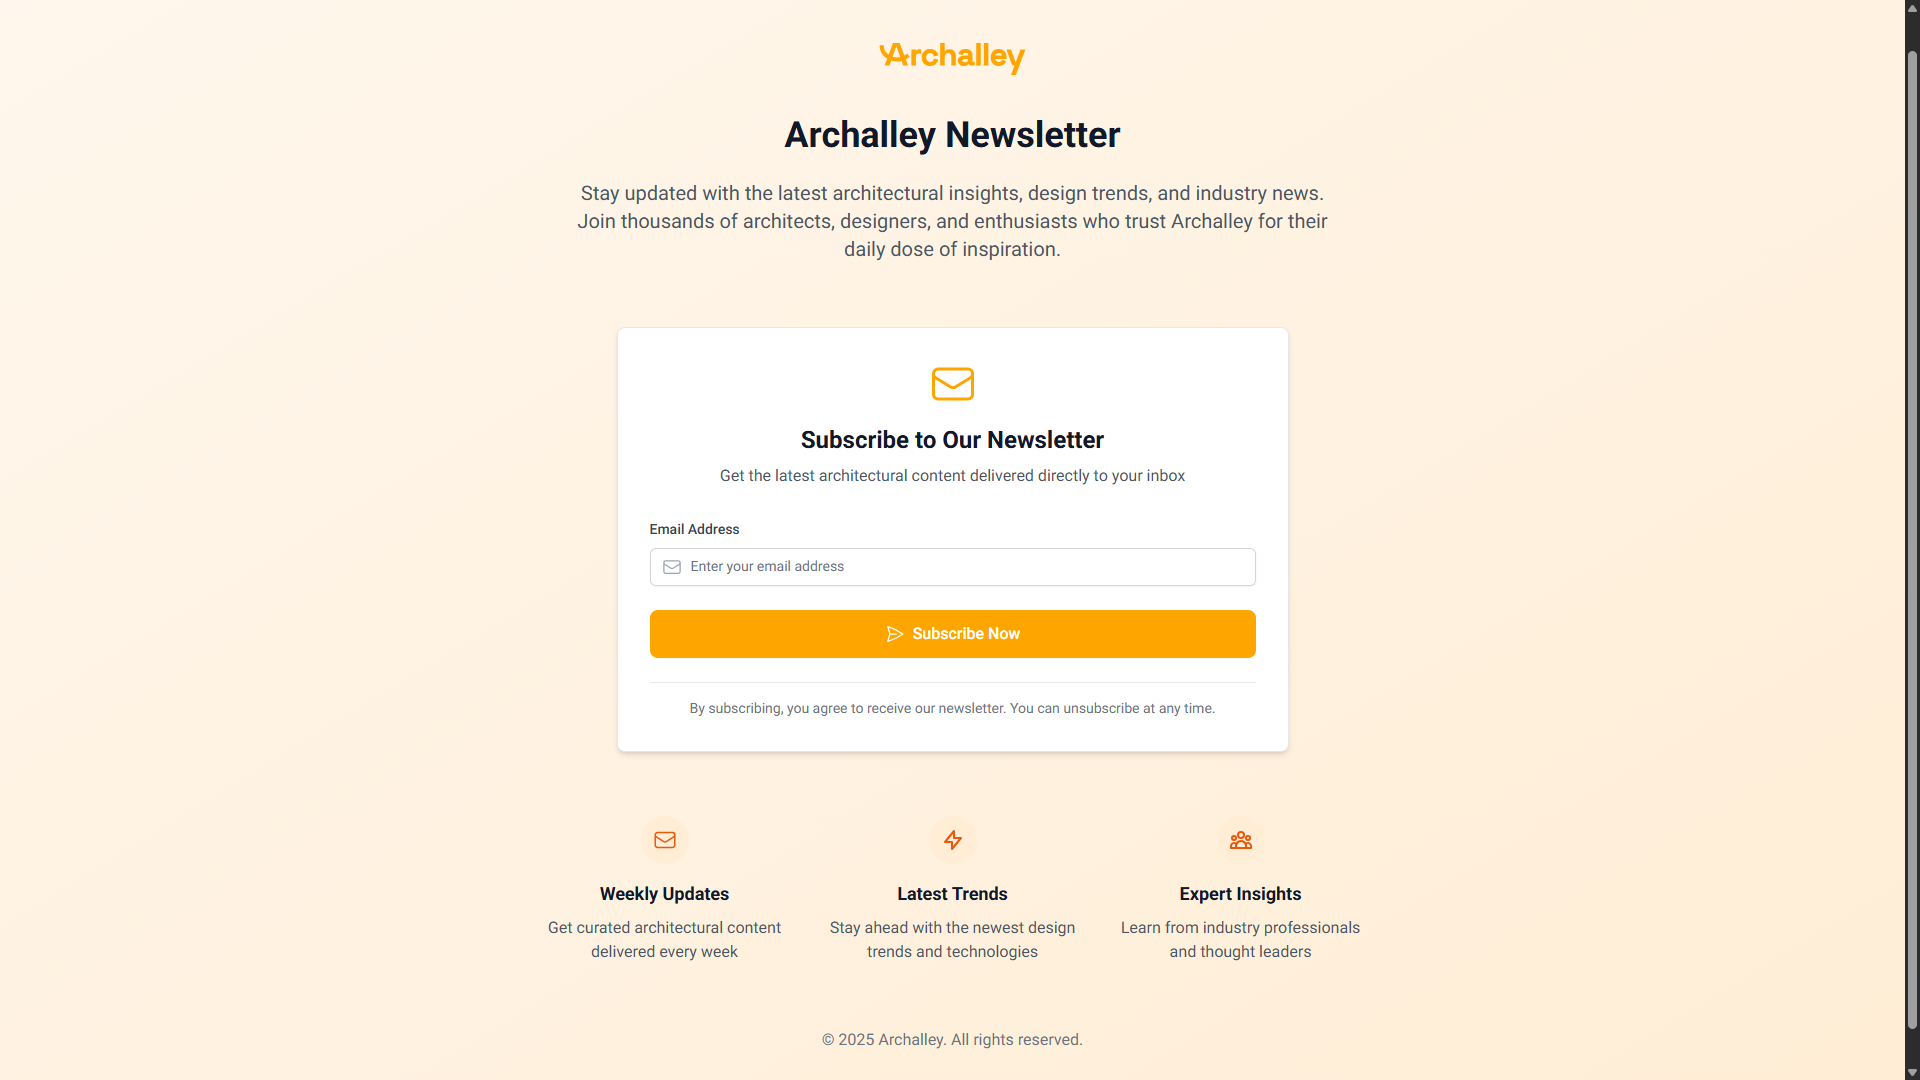 Archalley
Archalley Newsletter
Stay updated with the latest architectural insights, design trends, and industry news.
Join thousands of architects, designers, and enthusiasts who trust Archalley for their
daily dose of inspiration.
Subscribe to Our Newsletter
Get the latest architectural content delivered directly to your inbox
Email Address
Enter your email address
Subscribe Now
By subscribing, you agree to receive our newsletter. You can unsubscribe at any time.
Weekly Updates
Get curated architectural content
delivered every week
Latest Trends
Stay ahead with the newest design
trends and technologies
Expert Insights
Learn from industry professionals
and thought leaders
© 2025 Archalley. All rights reserved.